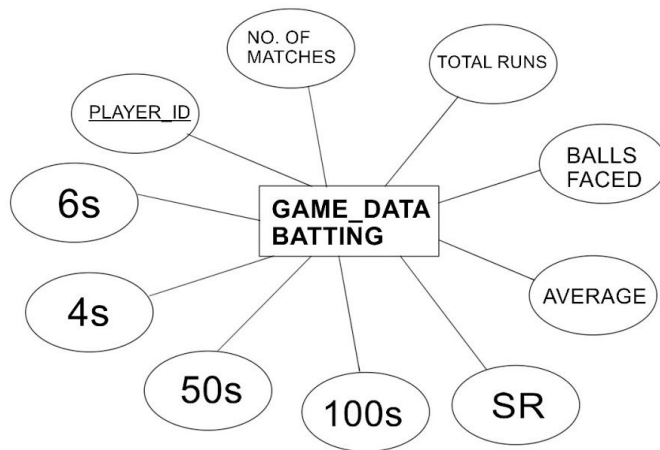 NO. OF
MATCHES
TOTAL RUNS
PLAYER_ID
BALLS
FACED
6s
GAME_DATA
BATTING
AVERAGE
4s
50s
100s
SR